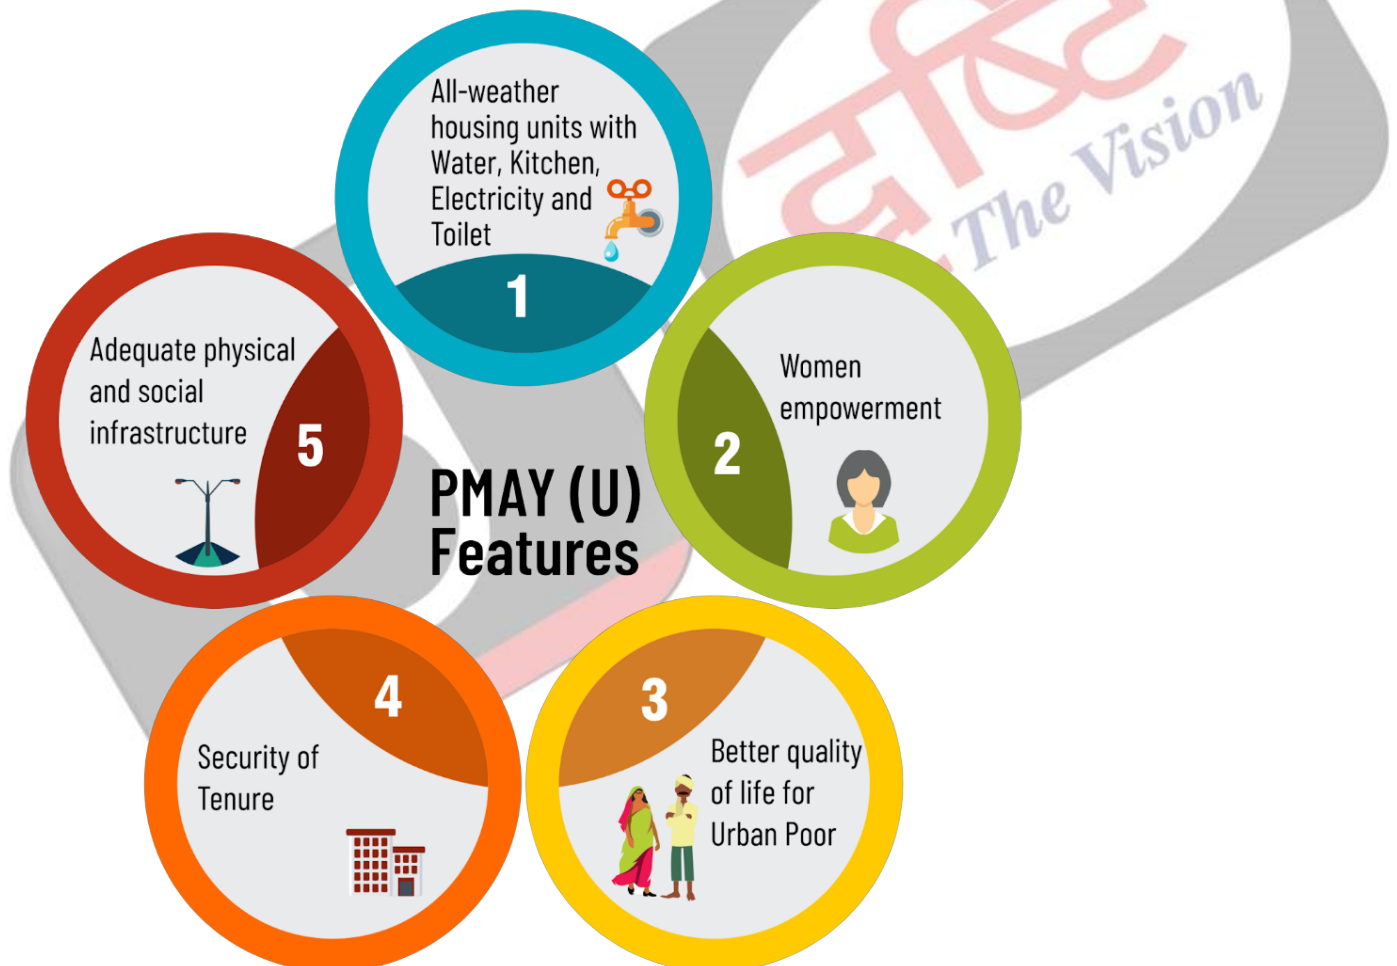 All-weather
housing units with
Water, Kitchen,
Electricity and
Toilet
1
Women
empowerment
2
3
Better quality
of life for
Urban Poor
4
Security of
Tenure
Adequate physical
and social
infrastructure
5
PMAY (U)
Features
दृष्टि
The Vision